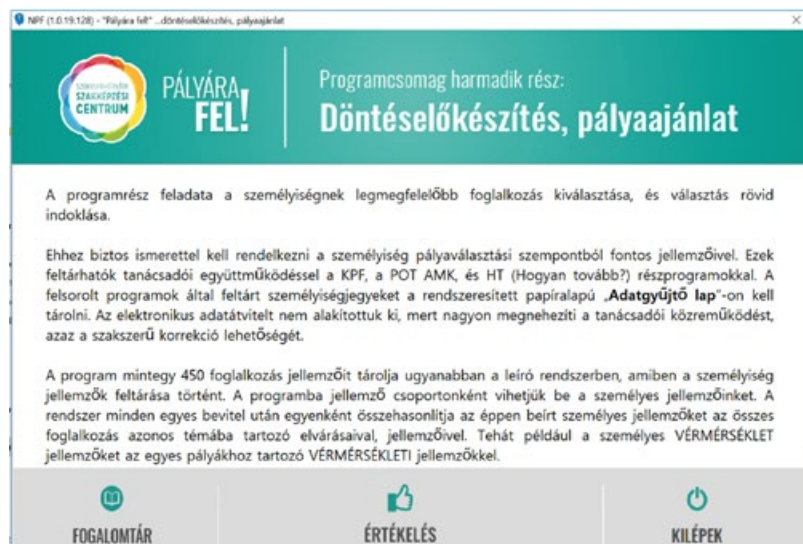 NPF (1.0.19.128) - "Pályára fel!" ...döntéselőkészítés, pályaajánlat
SZAKKÉPZÉSI
CENTRUM
PÁLYÁRA
FEL!
Programcsomag harmadik rész:
Döntéselőkészítés, pályaajánlat
A programrész feladata a személyiségnek legmegfelelőbb foglalkozás kiválasztása, és választás rövid
indoklása.
Ehhez biztos ismerettel kell rendelkezni a személyiség pályaválasztási szempontból fontos jellemzőivel. Ezek
feltárhatók tanácsadói együttműködéssel a KPF, a POT AMK, és HT (Hogyan tovább?) részprogramokkal. A
felsorolt programok által feltárt személyiségjegyeket a rendszeresített papíralapú „Adatgyűjtő lap"-on kell
tárolni. Az elektronikus adatátvitelt nem alakítottuk ki, mert nagyon megnehezíti a tanácsadói közreműködést,
azaz a szakszerű korrekció lehetőségét.
A program mintegy 450 foglalkozás jellemzőit tárolja ugyanabban a leíró rendszerben, amiben a személyiség
jellemzők feltárása történt. A programba jellemző csoportonként vihetjük be a személyes jellemzőinket. A
rendszer minden egyes bevitel után egyenként összehasonlítja az éppen beírt személyes jellemzőket az összes
foglalkozás azonos témába tartozó elvárásaival, jellemzőivel. Tehát például a személyes VÉRMÉRSÉKLET
jellemzőket az egyes pályákhoz tartozó VÉRMÉRSÉKLETI jellemzőkkel.
FOGALOMTÁR
ÉRTÉKELÉS
KILÉPEK